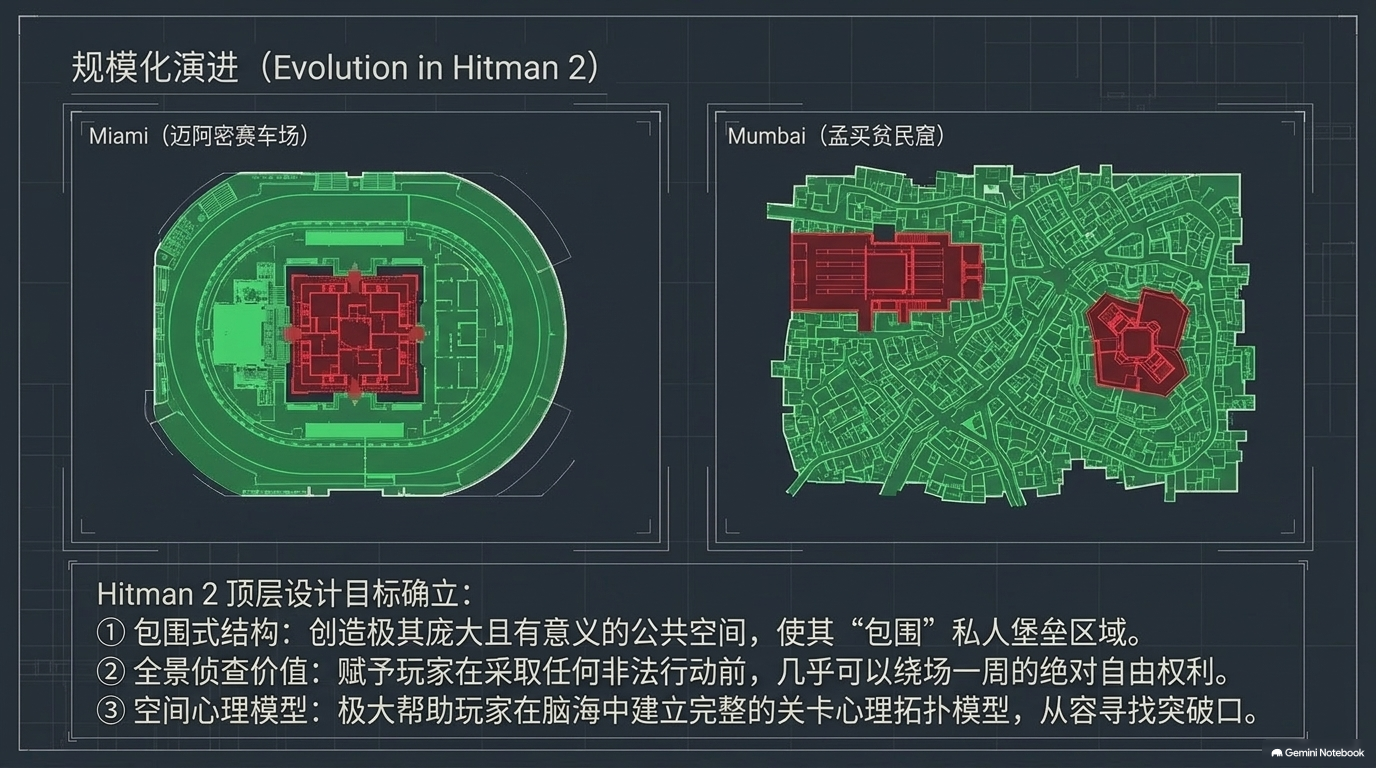 规模化演进（Evolution in Hitman 2）
Miami（迈阿密赛车场）
Mumbai（孟买贫民窟）
Hitman 2 顶层设计目标确立：
① 包围式结构：创造极其庞大且有意义的公共空间，使其“包围”私人堡垒区域。
② 全景侦查价值：赋予玩家在采取任何非法行动前，几乎可以绕场一周的绝对自由权利。
③ 空间心理模型：极大帮助玩家在脑海中建立完整的关卡心理拓扑模型，从容寻找突破口。
Gemini Notebook